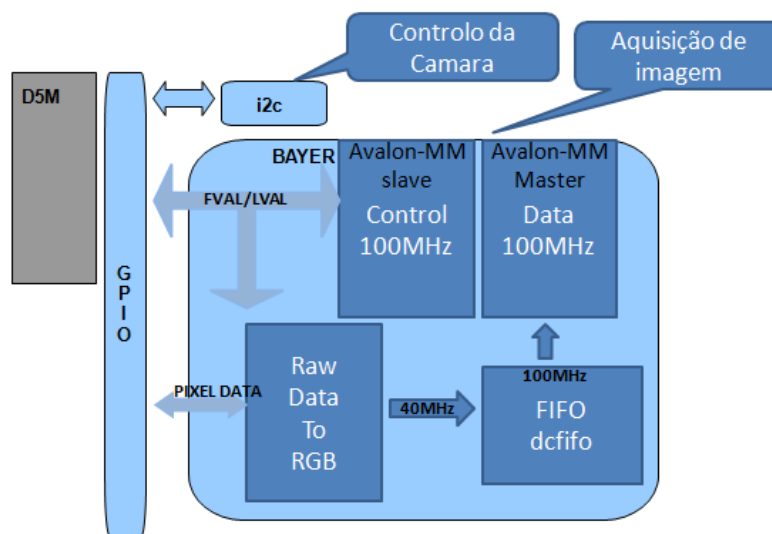 Controlo da
Camara
Aquisição de
imagem
D5M
i2c
BAYER
Avalon-MM
slave
Control
100MHz
Avalon-MM
Master
Data
100MHz
FVAL/LVAL
GPIO
PIXEL DATA
Raw
Data
To
RGB
40MHz
100MHz
FIFO
dcfifo